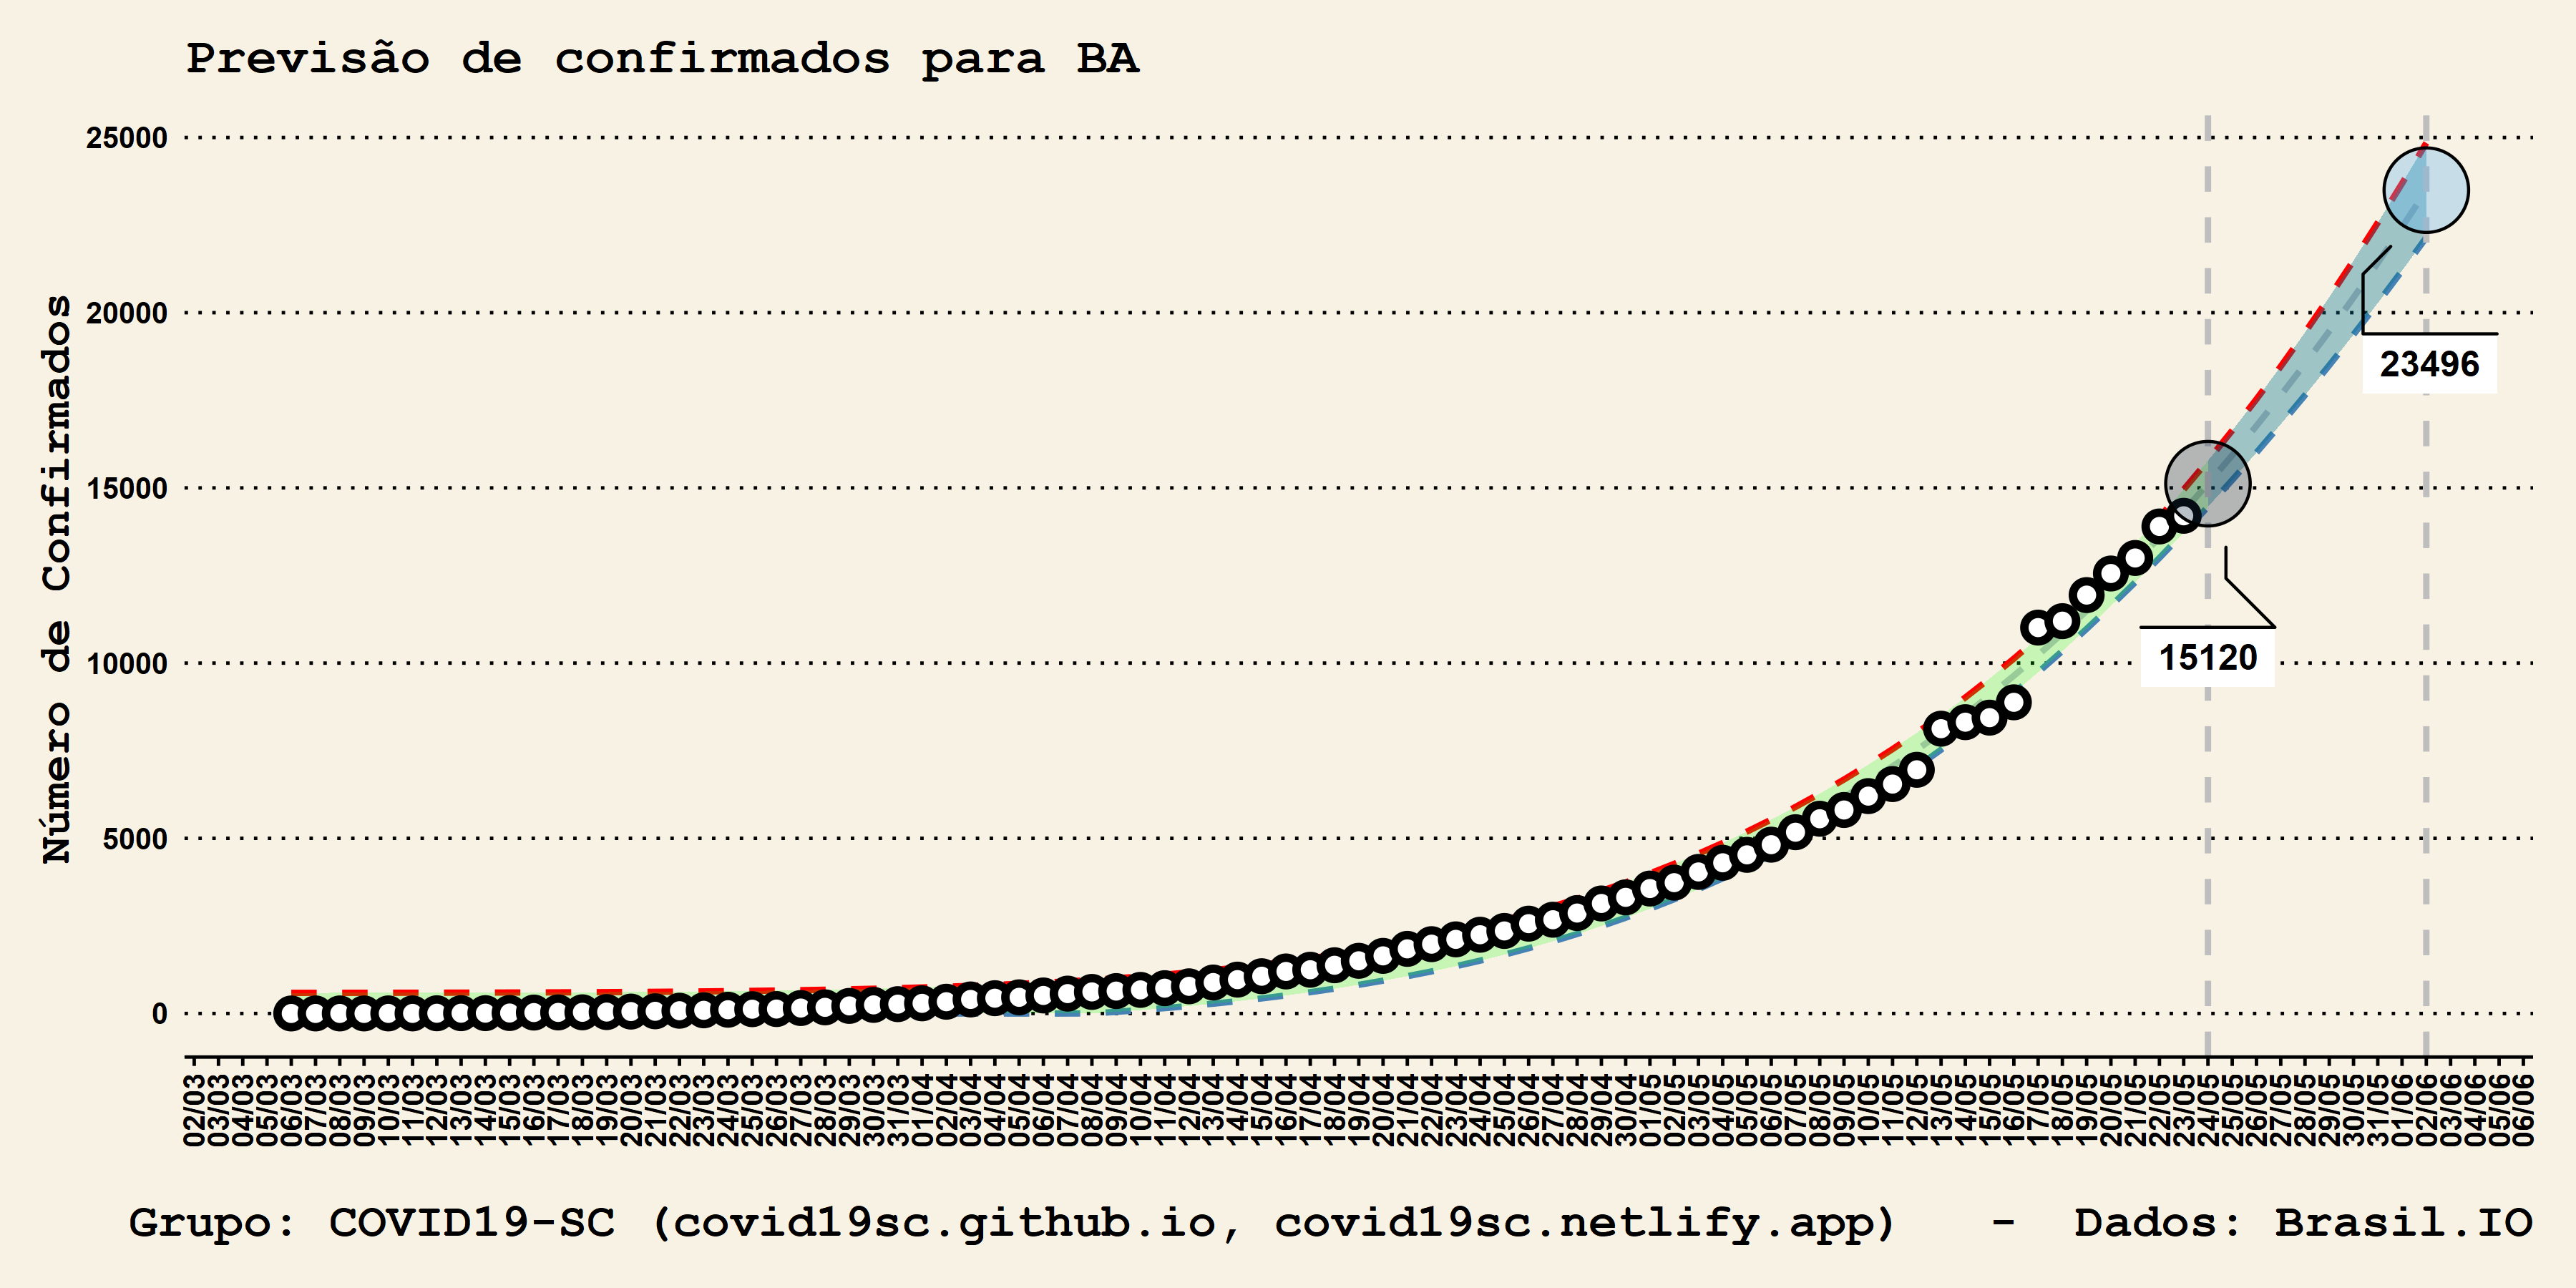 Previsão de confirmados para BA
Número de Confirmados
25000
20000
15000
10000
5000
0
23496
15120
02/03 03/03 04/03 05/03 06/03 07/03 08/03 09/03 10/03 11/03 12/03 13/03 14/03 15/03 16/03 17/03 18/03 19/03 20/03 21/03 22/03 23/03 24/03 25/03 26/03 27/03 28/03 29/03 30/03 31/03 01/04 02/04 03/04 04/04 05/04 06/04 07/04 08/04 09/04 10/04 11/04 12/04 13/04 14/04 15/04 16/04 17/04 18/04 19/04 20/04 21/04 22/04 23/04 24/04 25/04 26/04 27/04 28/04 29/04 30/04 01/05 02/05 03/05 04/05 05/05 06/05 07/05 08/05 09/05 10/05 11/05 12/05 13/05 14/05 15/05 16/05 17/05 18/05 19/05 20/05 21/05 22/05 23/05 24/05 25/05 26/05 27/05 28/05 29/05 30/05 31/05 01/06 02/06 03/06 04/06 05/06 06/06
Grupo: COVID19-SC (covid19sc.github.io, covid19sc.netlify.app) - Dados: Brasil.IO